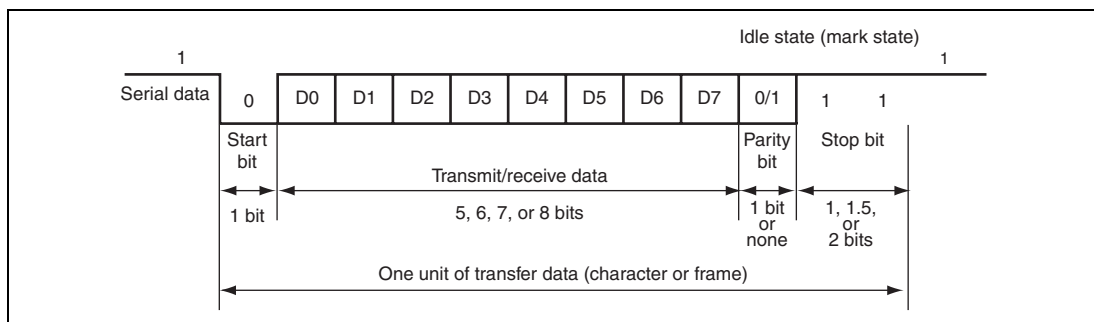 Idle state (mark state)
1 1
Serial data 0 D0 D1 D2 D3 D4 D5 D6 D7 0/1 1 1
Start
bit
Parity
bit
Stop bit
Transmit/receive data
1 bit
5, 6, 7, or 8 bits
1 bit
or
none
1, 1.5,
or
2 bits
One unit of transfer data (character or frame)